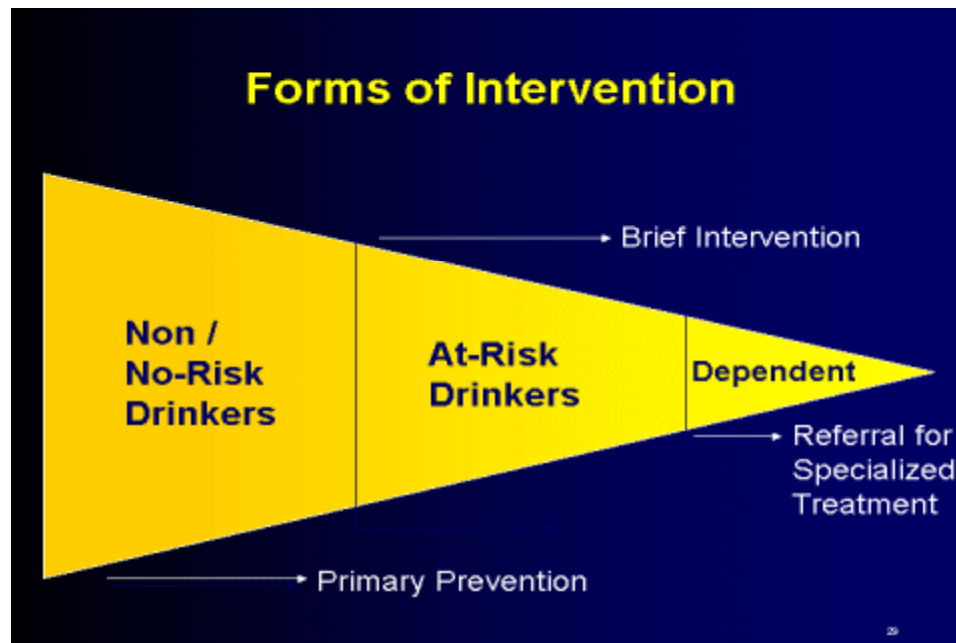 Forms of Intervention
Brief Intervention
Non /
No-Risk
Drinkers
At-Risk
Drinkers
Dependent
Referral for
Specialized
Treatment
Primary Prevention
29